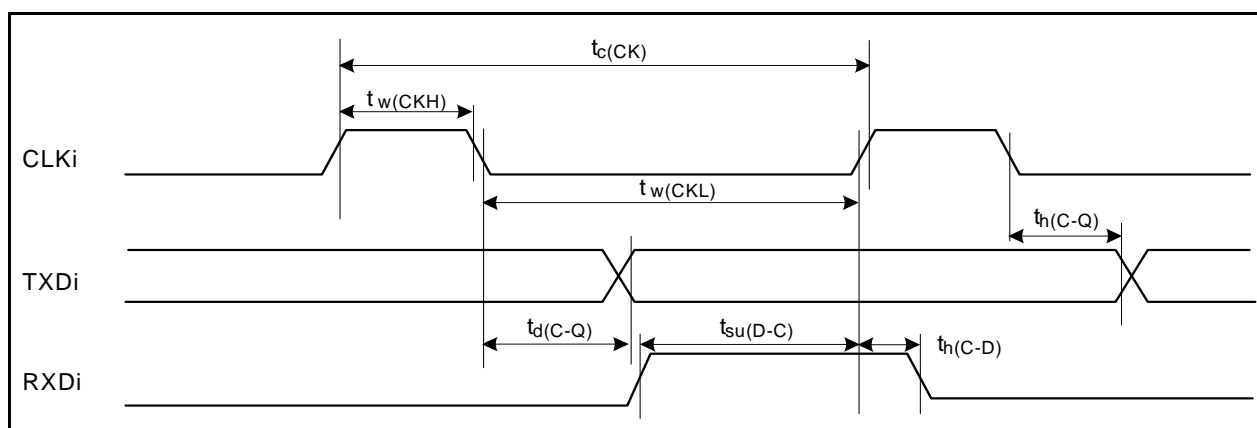 tc(CK)
tw(CKH)
CLKi
tw(CKL)
th(C-Q)
TXDi
td(C-Q)
tsu(D-C)
th(C-D)
RXDi